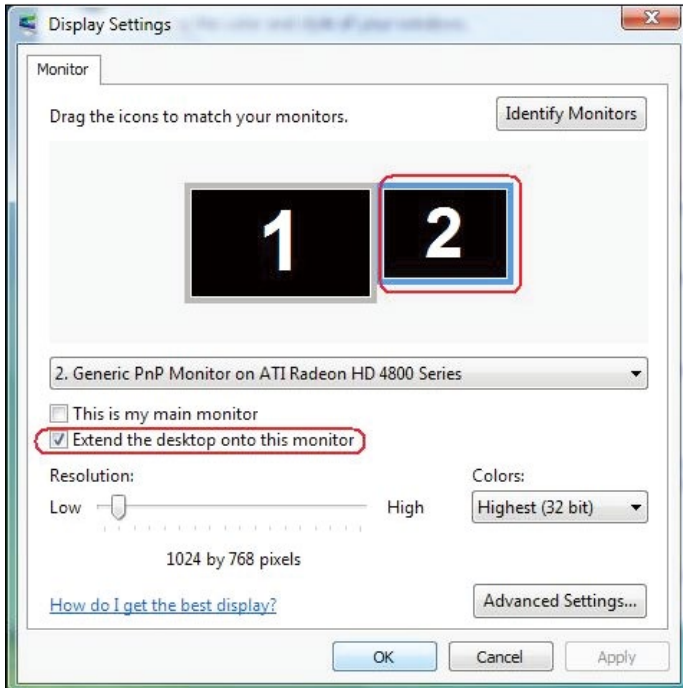 Display Settings
Monitor
Drag the icons to match your monitors.
Identify Monitors
1
2
2. Generic PnP Monitor on ATI Radeon HD 4800 Series
This is my main monitor
Extend the desktop onto this monitor
Resolution:
Colors:
Low
High
Highest (32 bit)
1024 by 768 pixels
How do I get the best display?
Advanced Settings...
OK
Cancel
Apply